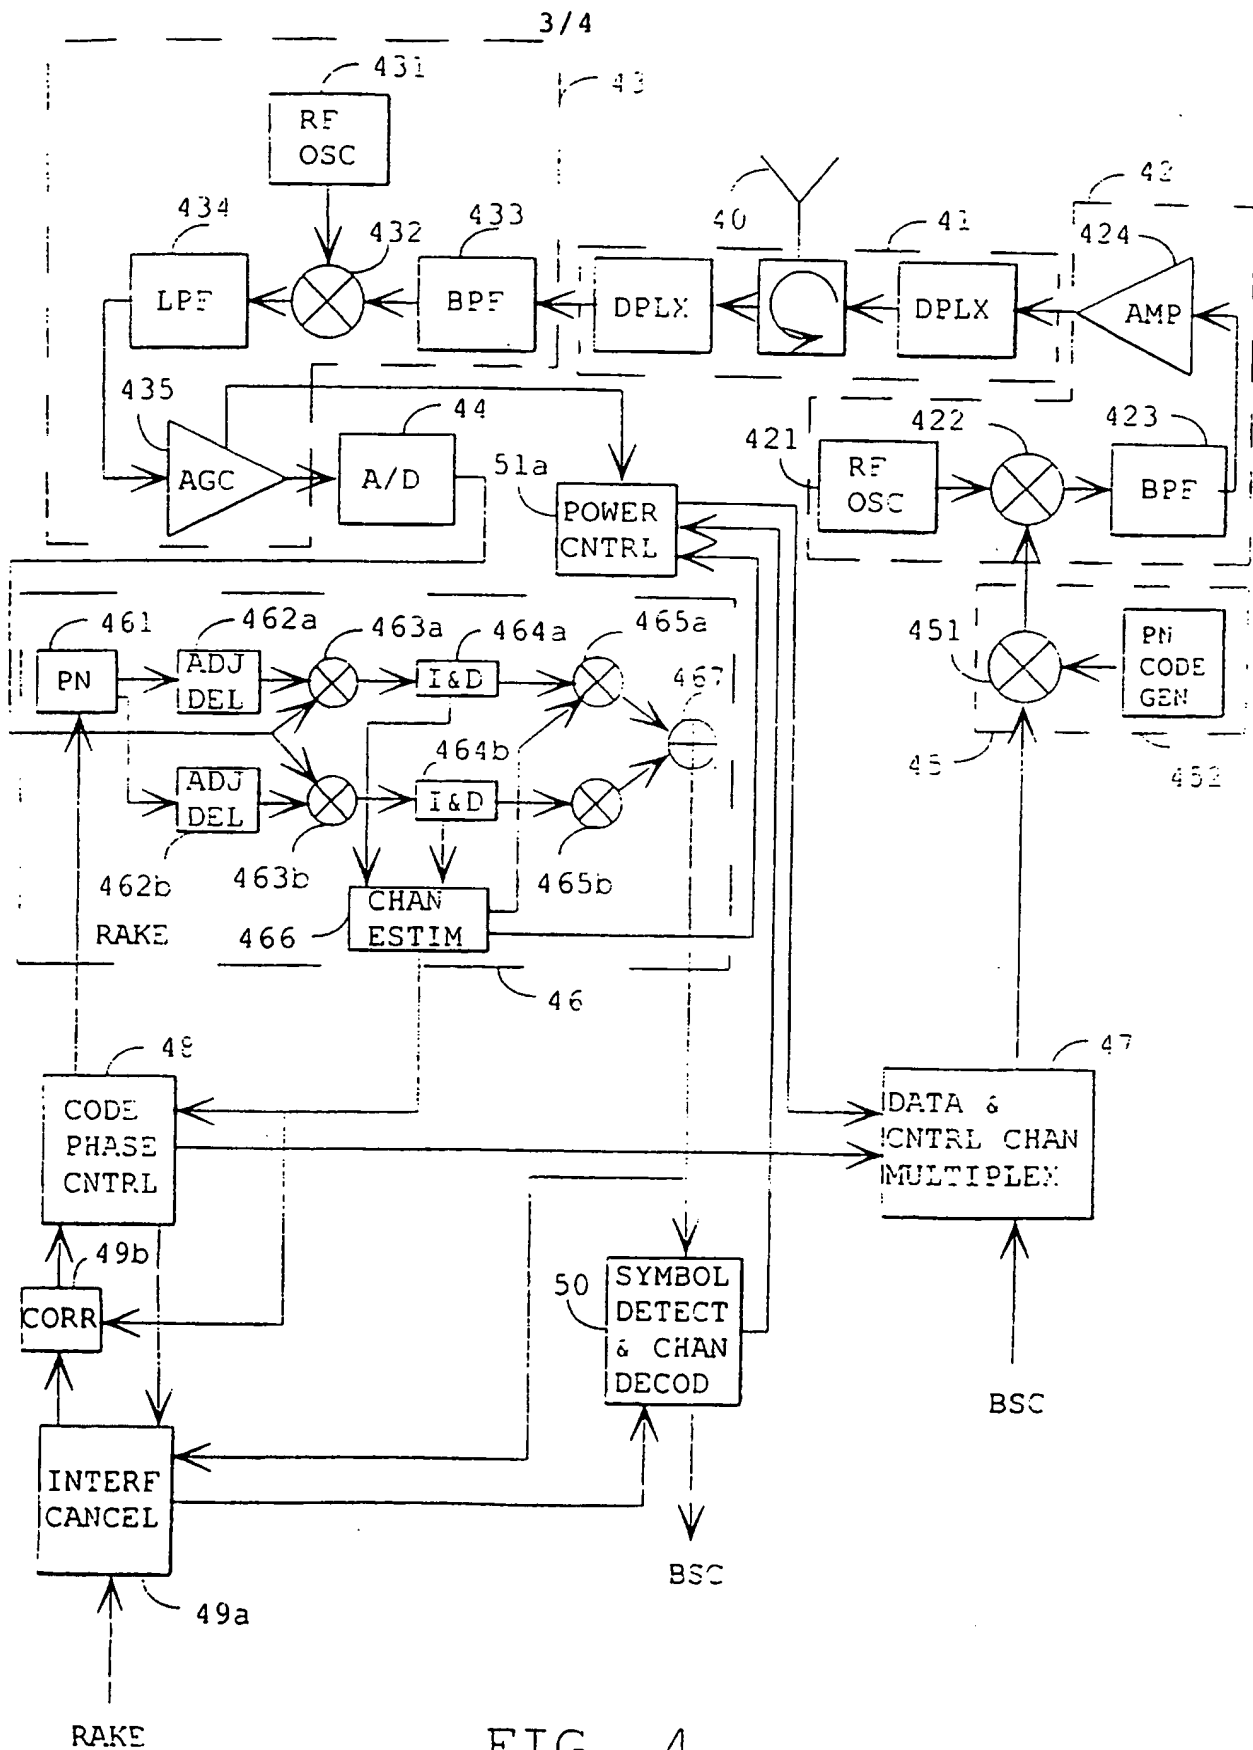 3/4
431
43
RF
OSC
434
432
433
40
41
42
424
LPF
BPF
DPLX
DPLX
AMP
435
44
51a
421
422
423
AGC
A/D
POWER
CNTRL
RF
OSC
BPF
461
462a
463a
464a
465a
467
451
PN
ADJ
DEL
I&D
PN
CODE
GEN
464b
45
452
ADJ
DEL
I&D
462b
463b
465b
RAKE
466
CHAN
ESTIM
46
48
47
CODE
PHASE
CNTRL
DATA &
CNTRL CHAN
MULTIPLEX
49b
CORR
50
SYMBOL
DETECT
& CHAN
DECOD
BSC
INTERF
CANCEL
BSC
49a
RAKE
FIG. 4